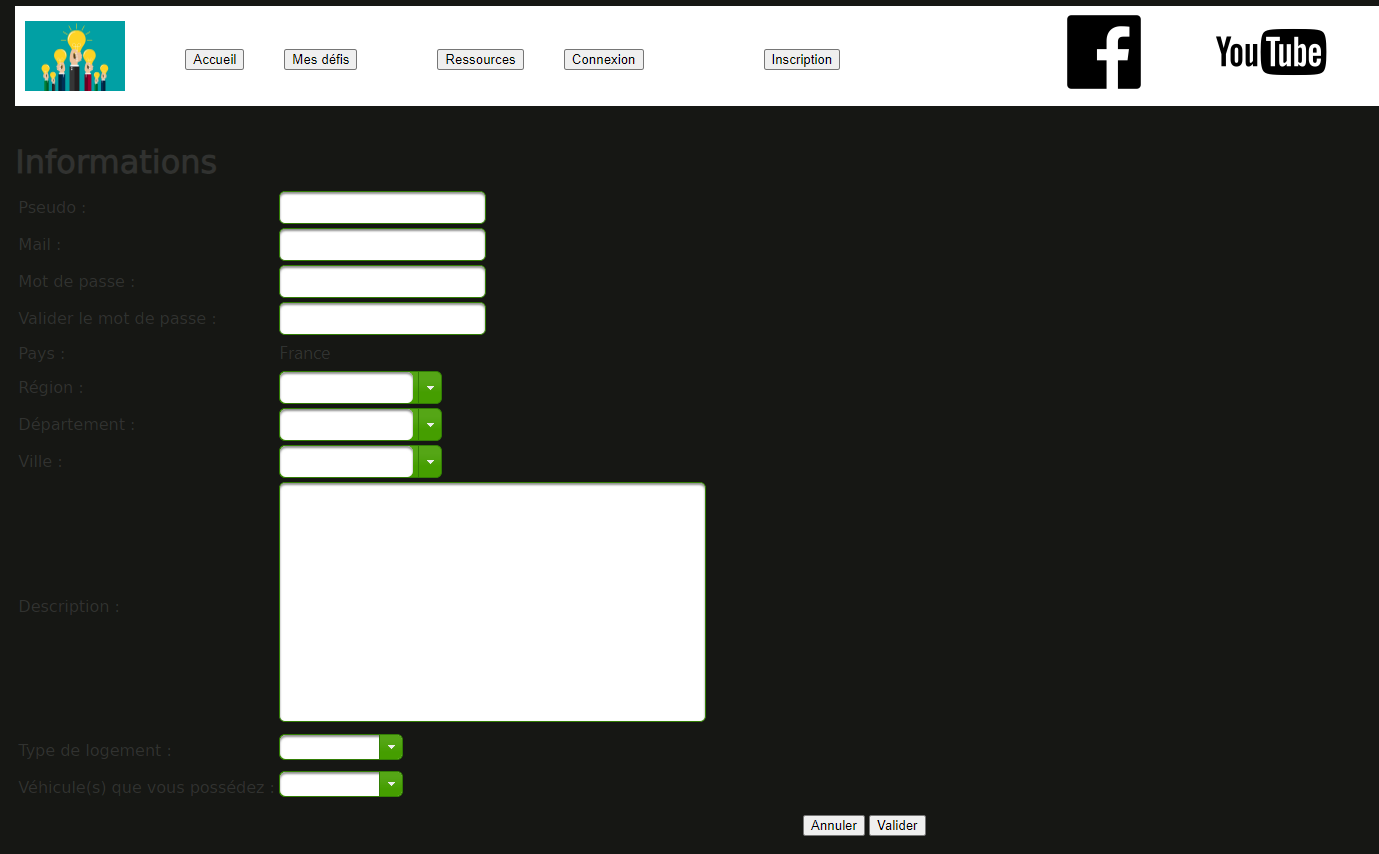 Accueil Mes défis Ressources Connexion Inscription YouTube
Informations
Pseudo :
Mail :
Mot de passe :
Valider le mot de passe :
Pays : France
Région :
Département :
Ville :
Description :
Type de logement :
Véhicule(s) que vous possédez :
Annuler Valider